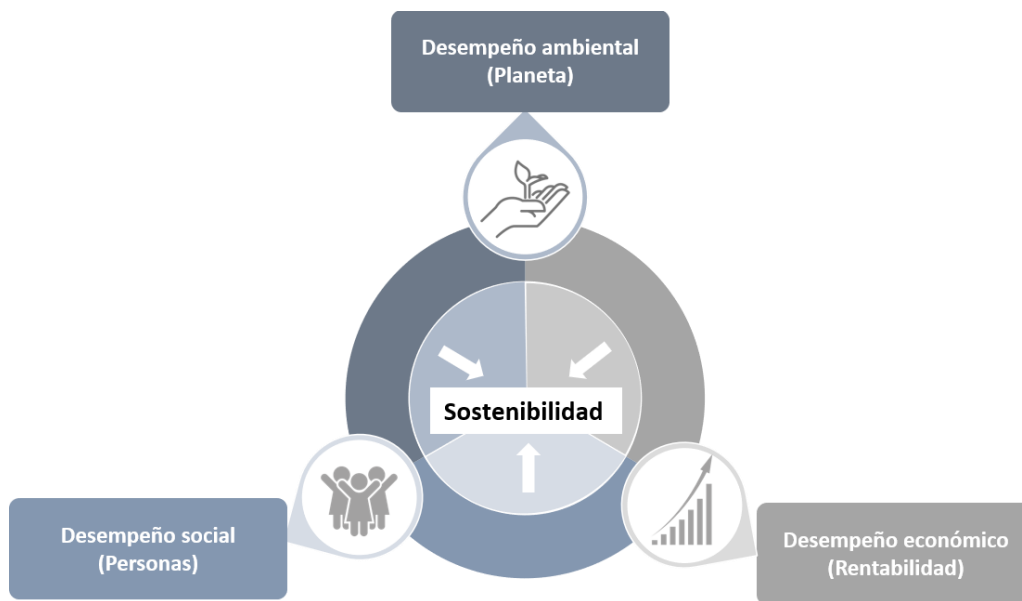 Desempeño ambiental
(Planeta)
Sostenibilidad
Desempeño social
(Personas)
Desempeño económico
(Rentabilidad)